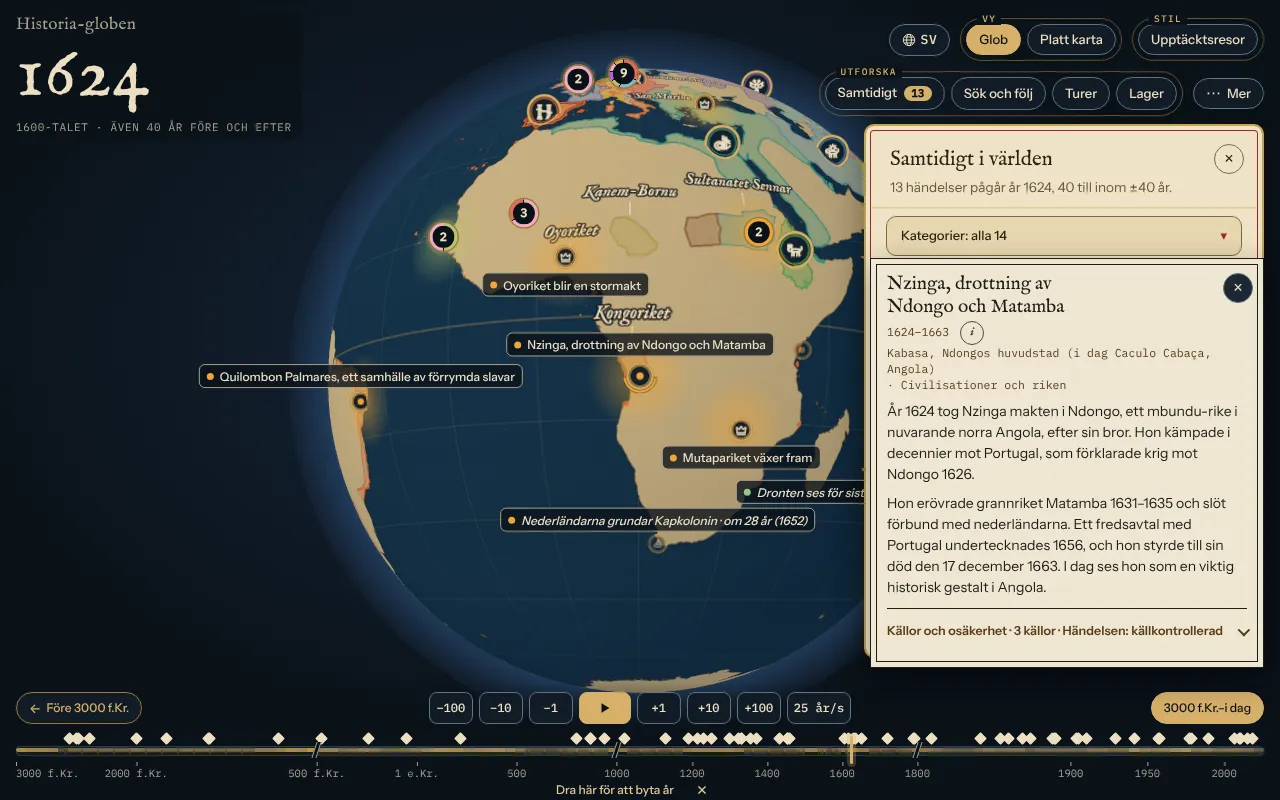 Historia-globen
1624
1600-TALET · ÄVEN 40 ÅR FÖRE OCH EFTER
SV
VY
Glob
Platt karta
STIL
Upptäcktsresor
UTFORSKA
Samtidigt 13
Sök och följ
Turer
Lager
··· Mer
2
9
San Marino
Kanem-Bornu
Sultanatet Sennar
3
2
2
Oyoriket
Oyoriket blir en stormakt
Kongoriket
Nzinga, drottning av Ndongo och Matamba
Quilombon Palmares, ett samhälle av förrymda slavar
Mutapariket växer fram
Dronten ses för sist
Nederländarna grundar Kapkolonin · om 28 år (1652)
Samtidigt i världen
×
13 händelser pågår år 1624, 40 till inom ±40 år.
Kategorier: alla 14
▼
Nzinga, drottning av
Ndongo och Matamba
×
1624–1663 i
Kabasa, Ndongos huvudstad (i dag Caculo Cabaça,
Angola)
· Civilisationer och riken
År 1624 tog Nzinga makten i Ndongo, ett mbundu-rike i
nuvarande norra Angola, efter sin bror. Hon kämpade i
decennier mot Portugal, som förklarade krig mot
Ndongo 1626.
Hon erövrade grannriket Matamba 1631–1635 och slöt
förbund med nederländarna. Ett fredsavtal med
Portugal undertecknades 1656, och hon styrde till sin
död den 17 december 1663. I dag ses hon som en viktig
historisk gestalt i Angola.
Källor och osäkerhet · 3 källor · Händelsen: källkontrollerad
← Före 3000 f.Kr.
−100
−10
−1
▶
+1
+10
+100
25 år/s
3000 f.Kr.–i dag
3000 f.Kr.
2000 f.Kr.
500 f.Kr.
1 e.Kr.
500
1000
1200
1400
1600
1800
1900
1950
2000
Dra här för att byta år ×